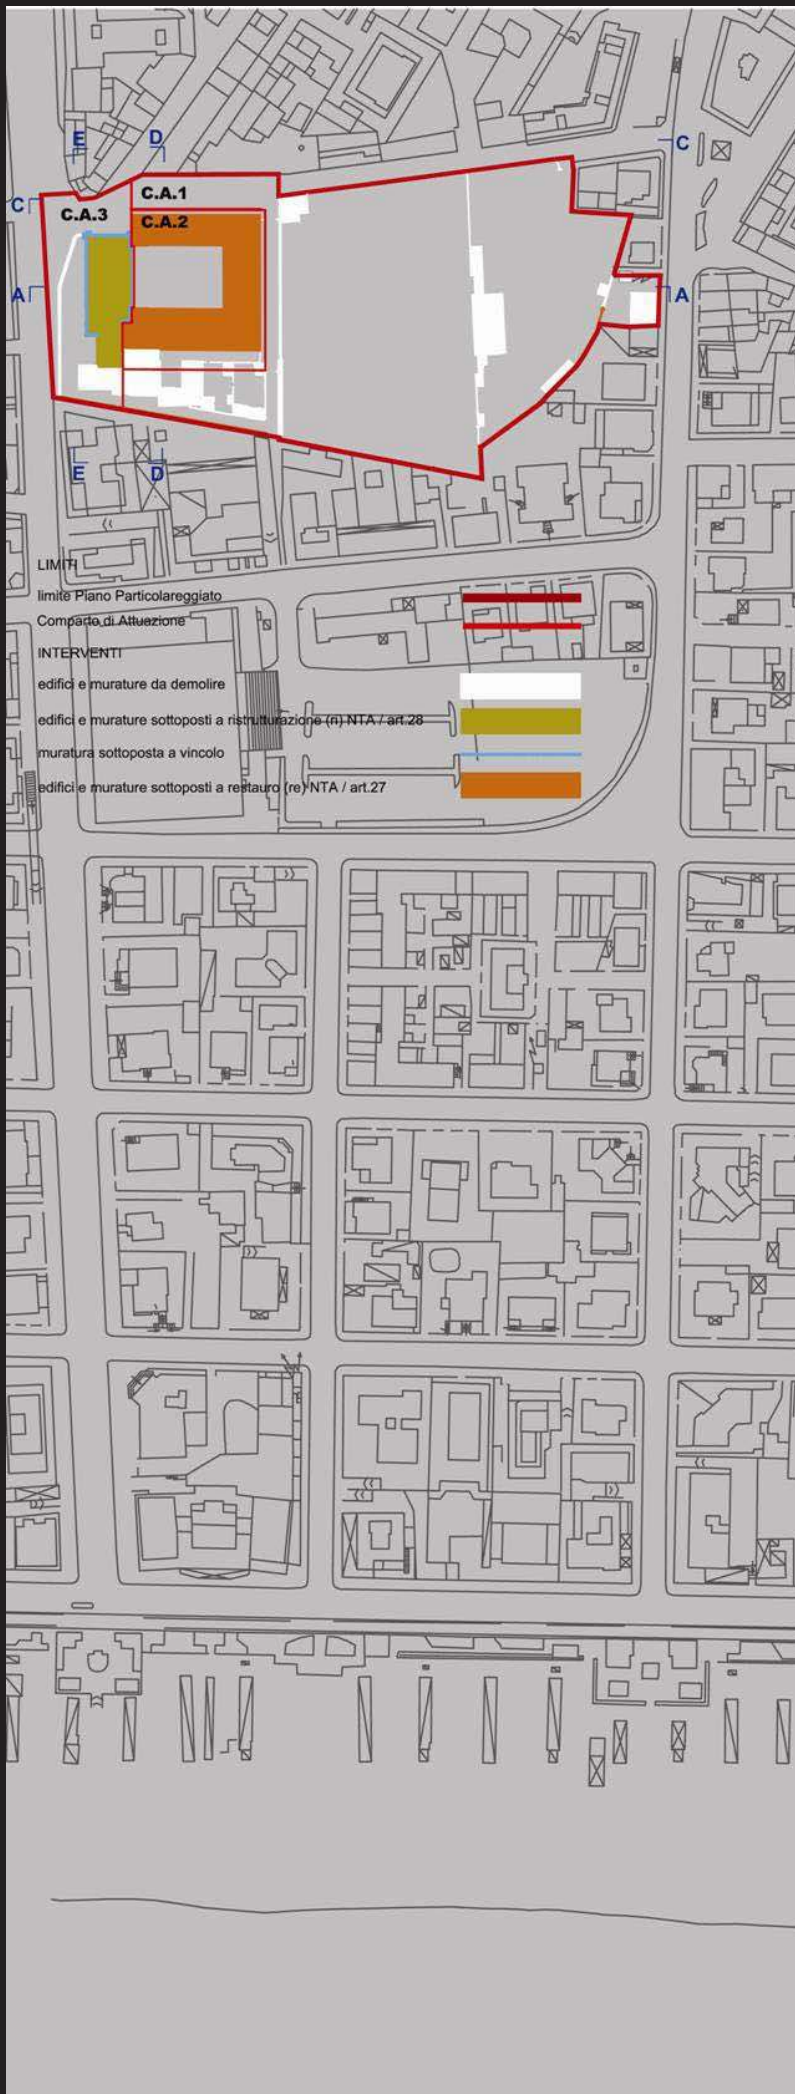 E
D
C
C.A.1
C
C.A.3
C.A.2
A
A
E
D
LIMITI
limite Piano Particolareggiato
Comparto di Attuazione
INTERVENTI
edifici e murature da demolire
edifici e murature sottoposti a ristrutturazione (ri) NTA / art.28
muratura sottoposta a vincolo
edifici e murature sottoposti a restauro (re) NTA / art.27